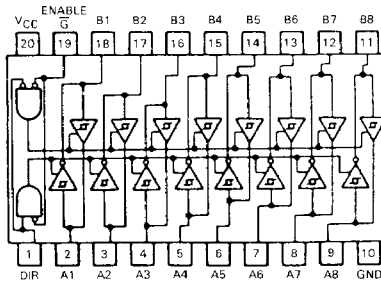 VCC ENABLE G B1 B2 B3 B4 B5 B6 B7 B8
20 19 18 17 16 15 14 13 12 11
1 2 3 4 5 6 7 8 9 10
DIR A1 A2 A3 A4 A5 A6 A7 A8 GND